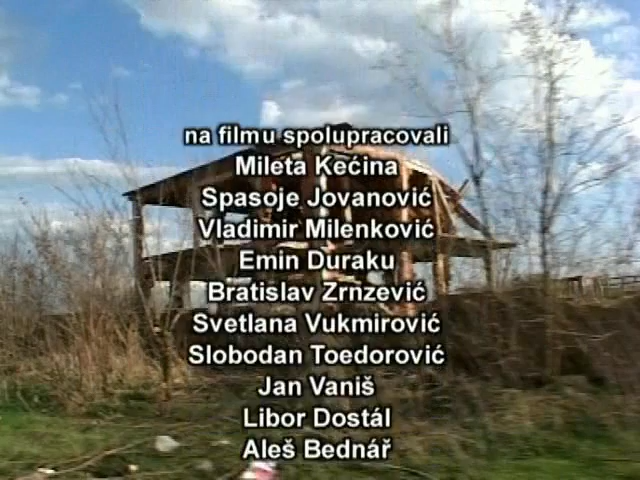 na filmu spolupracovali
Mileta Kećina
Spasoje Jovanović
Vladimir Milenković
Emin Duraku
Bratislav Zrnzević
Svetlana Vukmirović
Slobodan Toedorović
Jan Vaniš
Libor Dostál
Aleš Bednář